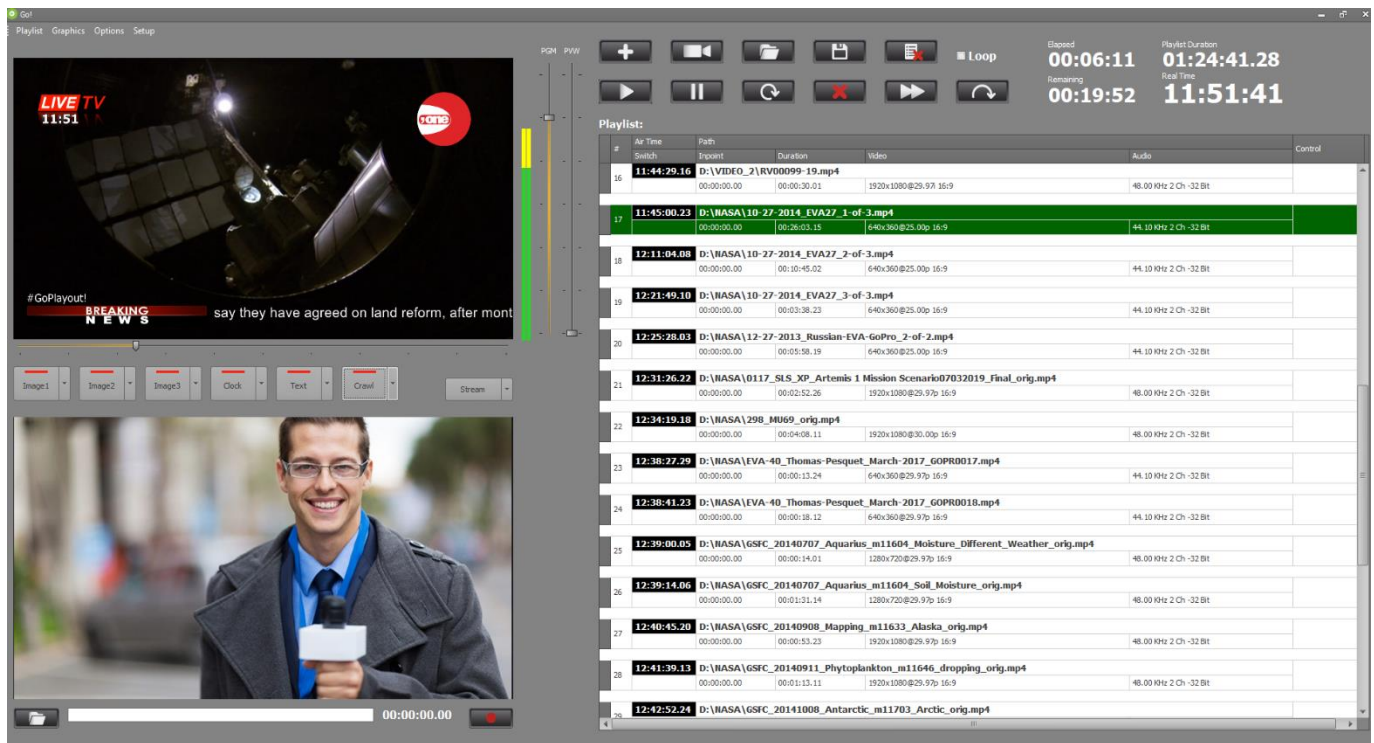 Go!
Playlist Graphics Options Setup
LIVE TV
11:51
gone
#GoPlayout!
BREAKING
NEWS
say they have agreed on land reform, after mont
PGM PVW
Image1 Image2 Image3 Clock Text Crawl Stream
00:00:00.00
Loop
Elapsed
00:06:11
Playlist Duration
01:24:41.28
Remaining
00:19:52
Real Time
11:51:41
Playlist:
# Air Time Path Control
Switch Inpoint Duration Video Audio
16 11:44:29.16 D:\VIDEO_2\RV00099-19.mp4
00:00:00.00 00:00:30.01 1920x1080@29.97i 16:9 48.00 KHz 2 Ch -32 Bit
17 11:45:00.23 D:\NASA\10-27-2014_EVA27_1-of-3.mp4
00:00:00.00 00:26:03.15 640x360@25.00p 16:9 44.10 KHz 2 Ch -32 Bit
18 12:11:04.08 D:\NASA\10-27-2014_EVA27_2-of-3.mp4
00:00:00.00 00:10:45.02 640x360@25.00p 16:9 44.10 KHz 2 Ch -32 Bit
19 12:21:49.10 D:\NASA\10-27-2014_EVA27_3-of-3.mp4
00:00:00.00 00:03:38.23 640x360@25.00p 16:9 44.10 KHz 2 Ch -32 Bit
20 12:25:28.03 D:\NASA\12-27-2013_Russian-EVA-GoPro_2-of-2.mp4
00:00:00.00 00:05:58.19 640x360@25.00p 16:9 44.10 KHz 2 Ch -32 Bit
21 12:31:26.22 D:\NASA\0117_SLS_XP_Artemis 1 Mission Scenario07032019_Final_orig.mp4
00:00:00.00 00:02:52.26 1920x1080@29.97p 16:9 48.00 KHz 2 Ch -32 Bit
22 12:34:19.18 D:\NASA\298_MU69_orig.mp4
00:00:00.00 00:04:08.11 1920x1080@30.00p 16:9 48.00 KHz 2 Ch -32 Bit
23 12:38:27.29 D:\NASA\EVA-40_Thomas-Pesquet_March-2017_GOPR0017.mp4
00:00:00.00 00:00:13.24 640x360@29.97p 16:9 44.10 KHz 2 Ch -32 Bit
24 12:38:41.23 D:\NASA\EVA-40_Thomas-Pesquet_March-2017_GOPR0018.mp4
00:00:00.00 00:00:18.12 640x360@29.97p 16:9 44.10 KHz 2 Ch -32 Bit
25 12:39:00.05 D:\NASA\GSFC_20140707_Aquarius_m11604_Moisture_Different_Weather_orig.mp4
00:00:00.00 00:00:14.01 1280x720@29.97p 16:9 48.00 KHz 2 Ch -32 Bit
26 12:39:14.06 D:\NASA\GSFC_20140707_Aquarius_m11604_Soil_Moisture_orig.mp4
00:00:00.00 00:01:31.14 1280x720@29.97p 16:9 48.00 KHz 2 Ch -32 Bit
27 12:40:45.20 D:\NASA\GSFC_20140908_Mapping_m11633_Alaska_orig.mp4
00:00:00.00 00:00:53.23 1920x1080@29.97p 16:9 48.00 KHz 2 Ch -32 Bit
28 12:41:39.13 D:\NASA\GSFC_20140911_Phytoplankton_m11646_dropping_orig.mp4
00:00:00.00 00:01:13.11 1920x1080@29.97p 16:9 48.00 KHz 2 Ch -32 Bit
29 12:42:52.24 D:\NASA\GSFC_20141008_Antarctic_m11703_Arctic_orig.mp4